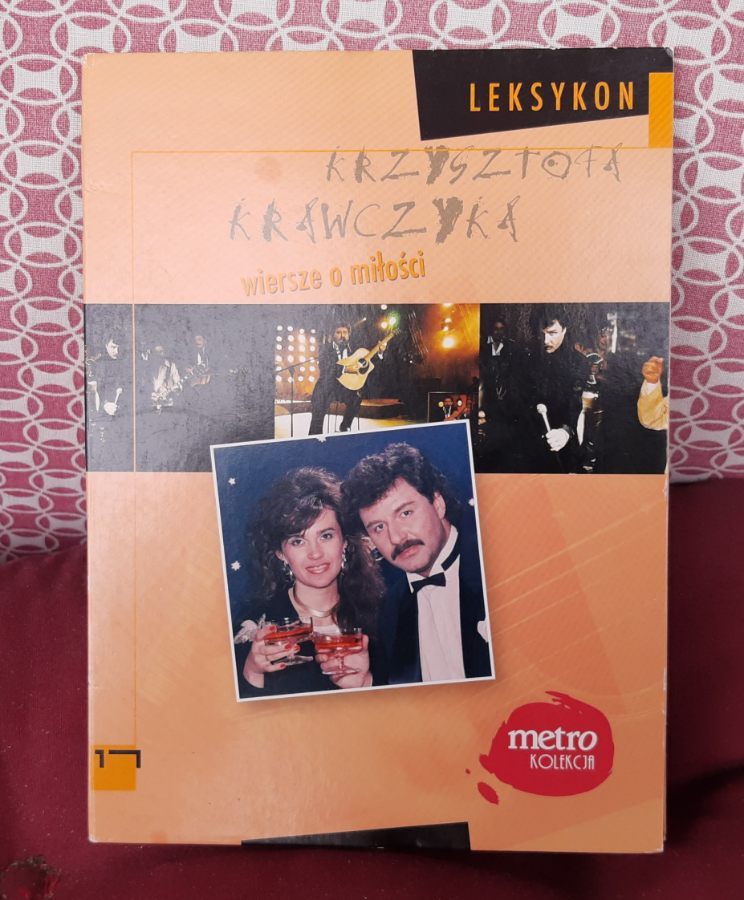 LEKSYKON
KRZYSZTOFA
KRAWCZYKA
wiersze o miłości
17
metro
KOLEKCJA